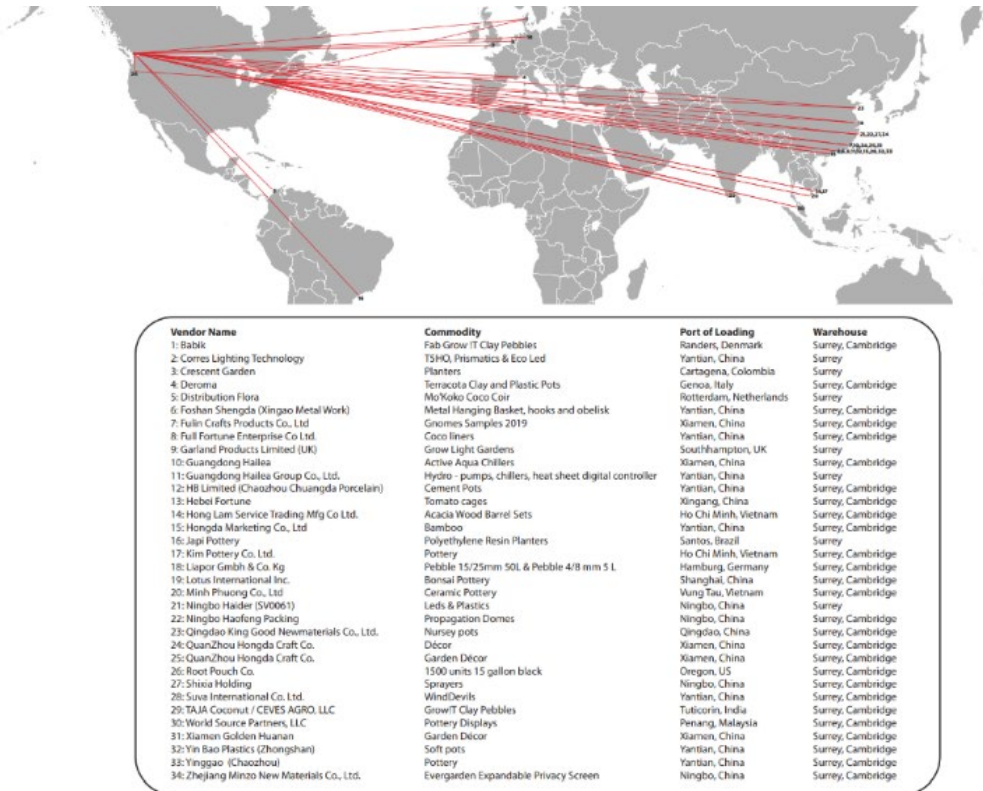 Vendor Name Commodity Port of Loading Warehouse
1: Babik Fab Grow !T Clay Pebbles Randers, Denmark Surrey, Cambridge
2: Corres Lighting Technology T5HO, Prismatics & Eco Led Yantian, China Surrey
3: Crescent Garden Planters Cartagena, Colombia Surrey
4: Deroma Terracota Clay and Plastic Pots Genoa, Italy Surrey, Cambridge
5: Distribution Flora Mo'Koko Coco Coir Rotterdam, Netherlands Surrey
6: Foshan Shengda (Xingao Metal Work) Metal Hanging Basket, hooks and obelisk Yantian, China Surrey, Cambridge
7: Fulin Crafts Products Co., Ltd Gnomes Samples 2019 Xiamen, China Surrey, Cambridge
8: Full Fortune Enterprise Co Ltd. Coco liners Yantian, China Surrey, Cambridge
9: Garland Products Limited (UK) Grow Light Gardens Southhampton, UK Surrey
10: Guangdong Hailea Active Aqua Chillers Xiamen, China Surrey, Cambridge
11: Guangdong Hailea Group Co., Ltd. Hydro - pumps, chillers, heat sheet digital controller Yantian, China Surrey
12: HB Limited (Chaozhou Chuangda Porcelain) Cement Pots Yantian, China Surrey, Cambridge
13: Hebei Fortune Tomato cages Xingang, China Surrey, Cambridge
14: Hong Lam Service Trading Mfg Co Ltd. Acacia Wood Barrel Sets Ho Chi Minh, Vietnam Surrey, Cambridge
15: Hongda Marketing Co., Ltd Bamboo Yantian, China Surrey, Cambridge
16: Japi Pottery Polyethylene Resin Planters Santos, Brazil Surrey
17: Kim Pottery Co. Ltd. Pottery Ho Chi Minh, Vietnam Surrey, Cambridge
18: Liapor Gmbh & Co. Kg Pebble 15/25mm 50L & Pebble 4/8 mm 5 L Hamburg, Germany Surrey, Cambridge
19: Lotus International Inc. Bonsai Pottery Shanghai, China Surrey, Cambridge
20: Minh Phuong Co., Ltd Ceramic Pottery Vung Tau, Vietnam Surrey, Cambridge
21: Ningbo Haider (SV0061) Leds & Plastics Ningbo, China Surrey
22: Ningbo Haofeng Packing Propagation Domes Ningbo, China Surrey, Cambridge
23: Qingdao King Good Newmaterials Co., Ltd. Nursey pots Qingdao, China Surrey, Cambridge
24: QuanZhou Hongda Craft Co. Décor Xiamen, China Surrey, Cambridge
25: QuanZhou Hongda Craft Co. Garden Décor Xiamen, China Surrey, Cambridge
26: Root Pouch Co. 1500 units 15 gallon black Oregon, US Surrey, Cambridge
27: Shixia Holding Sprayers Ningbo, China Surrey, Cambridge
28: Suva International Co. Ltd. WindDevils Yantian, China Surrey, Cambridge
29: TAJA Coconut / CEVES AGRO, LLC Grow!T Clay Pebbles Tuticorin, India Surrey, Cambridge
30: World Source Partners, LLC Pottery Displays Penang, Malaysia Surrey, Cambridge
31: Xiamen Golden Huanan Garden Décor Xiamen, China Surrey, Cambridge
32: Yin Bao Plastics (Zhongshan) Soft pots Yantian, China Surrey, Cambridge
33: Yinggao (Chaozhou) Pottery Yantian, China Surrey, Cambridge
34: Zhejiang Minzo New Materials Co., Ltd. Evergarden Expandable Privacy Screen Ningbo, China Surrey, Cambridge